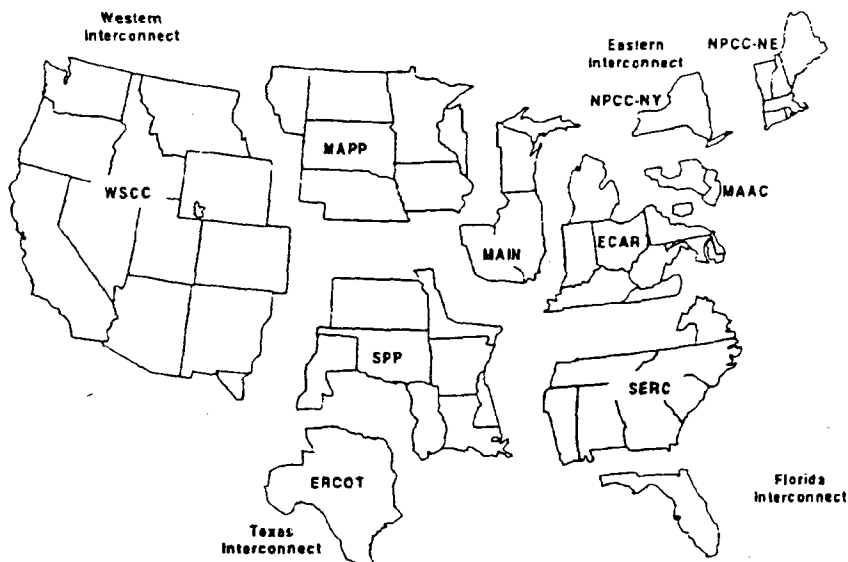 Western
Interconnect
Eastern
Interconnect
NPCC-NE
NPCC-NY
MAPP
WSCC
MAAC
MAIN
ECAR
SPP
SERC
ERCOT
Texas
Interconnect
Florida
Interconnect